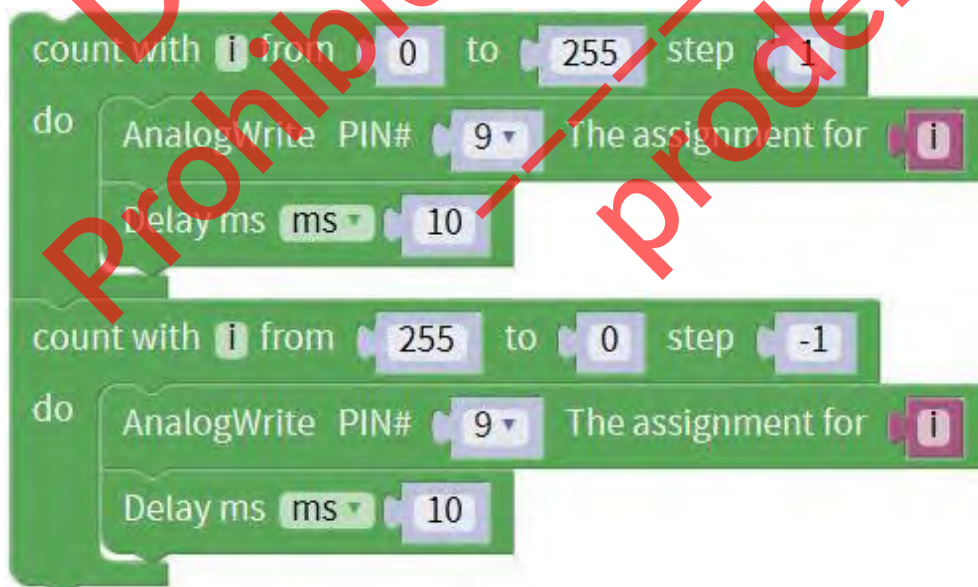 Prohib
prode
count with i from 0 to 255 step 1
do
AnalogWrite PIN# 9 The assignment for i
Delay ms ms 10
count with i from 255 to 0 step -1
do
AnalogWrite PIN# 9 The assignment for i
Delay ms ms 10